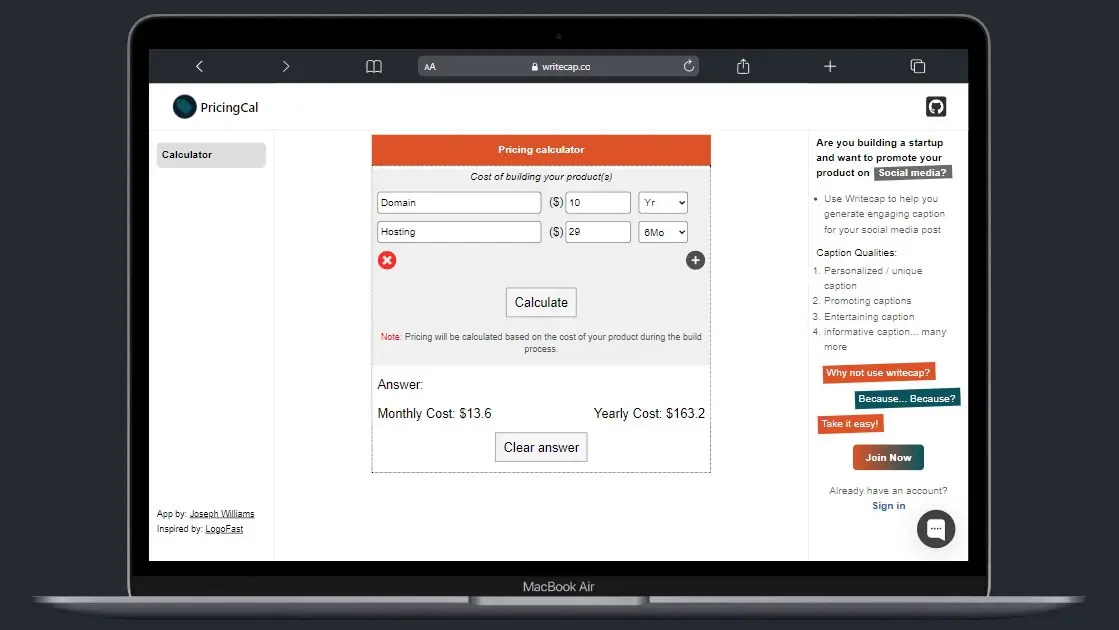 AA writecap.co
PricingCal
Calculator
Pricing calculator
Cost of building your product(s)
Domain ($) 10 Yr
Hosting ($) 29 6Mo
Calculate
Note: Pricing will be calculated based on the cost of your product during the build
process.
Answer:
Monthly Cost: $13.6 Yearly Cost: $163.2
Clear answer
App by: Joseph Williams
Inspired by: LogoFast
Are you building a startup
and want to promote your
product on Social media?
• Use Writecap to help you
generate engaging caption
for your social media post
Caption Qualities:
1. Personalized / unique
caption
2. Promoting captions
3. Entertaining caption
4. informative caption... many
more
Why not use writecap?
Because... Because?
Take it easy!
Join Now
Already have an account?
Sign in
MacBook Air